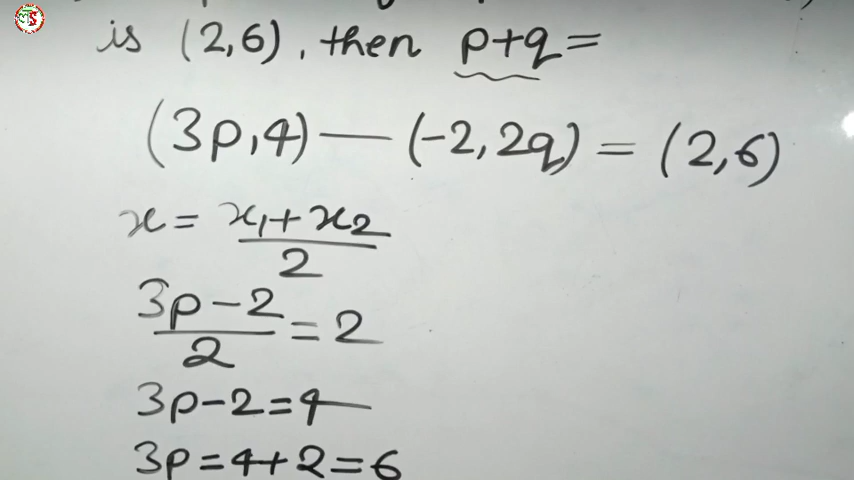 is (2,6), then p+q=
(3p,4) — (-2,2q) = (2,6)
x = x₁+x₂
2
3p-2 = 2
2
3p-2=4
3p=4+2=6